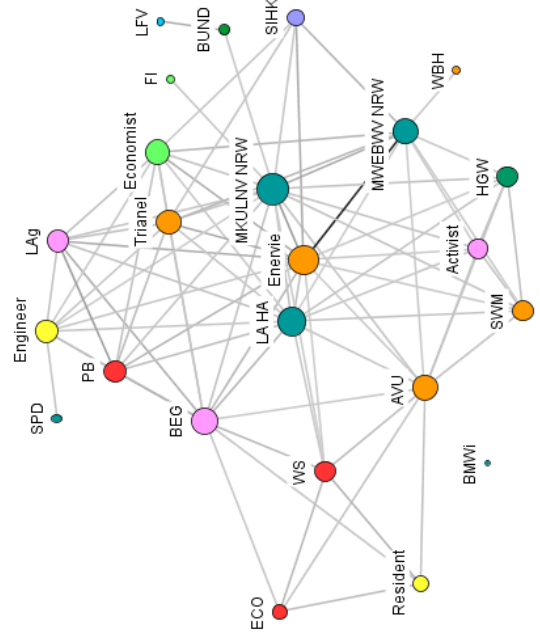 LFV
BUND
SIHK
FI
WBH
Economist
MKULNV NRW
MWEBWV NRW
HGW
Trianel
LAg
Enervie
Activist
Engineer
LA HA
SWM
PB
SPD
BEG
AVU
WS
BMWi
Resident
ECO